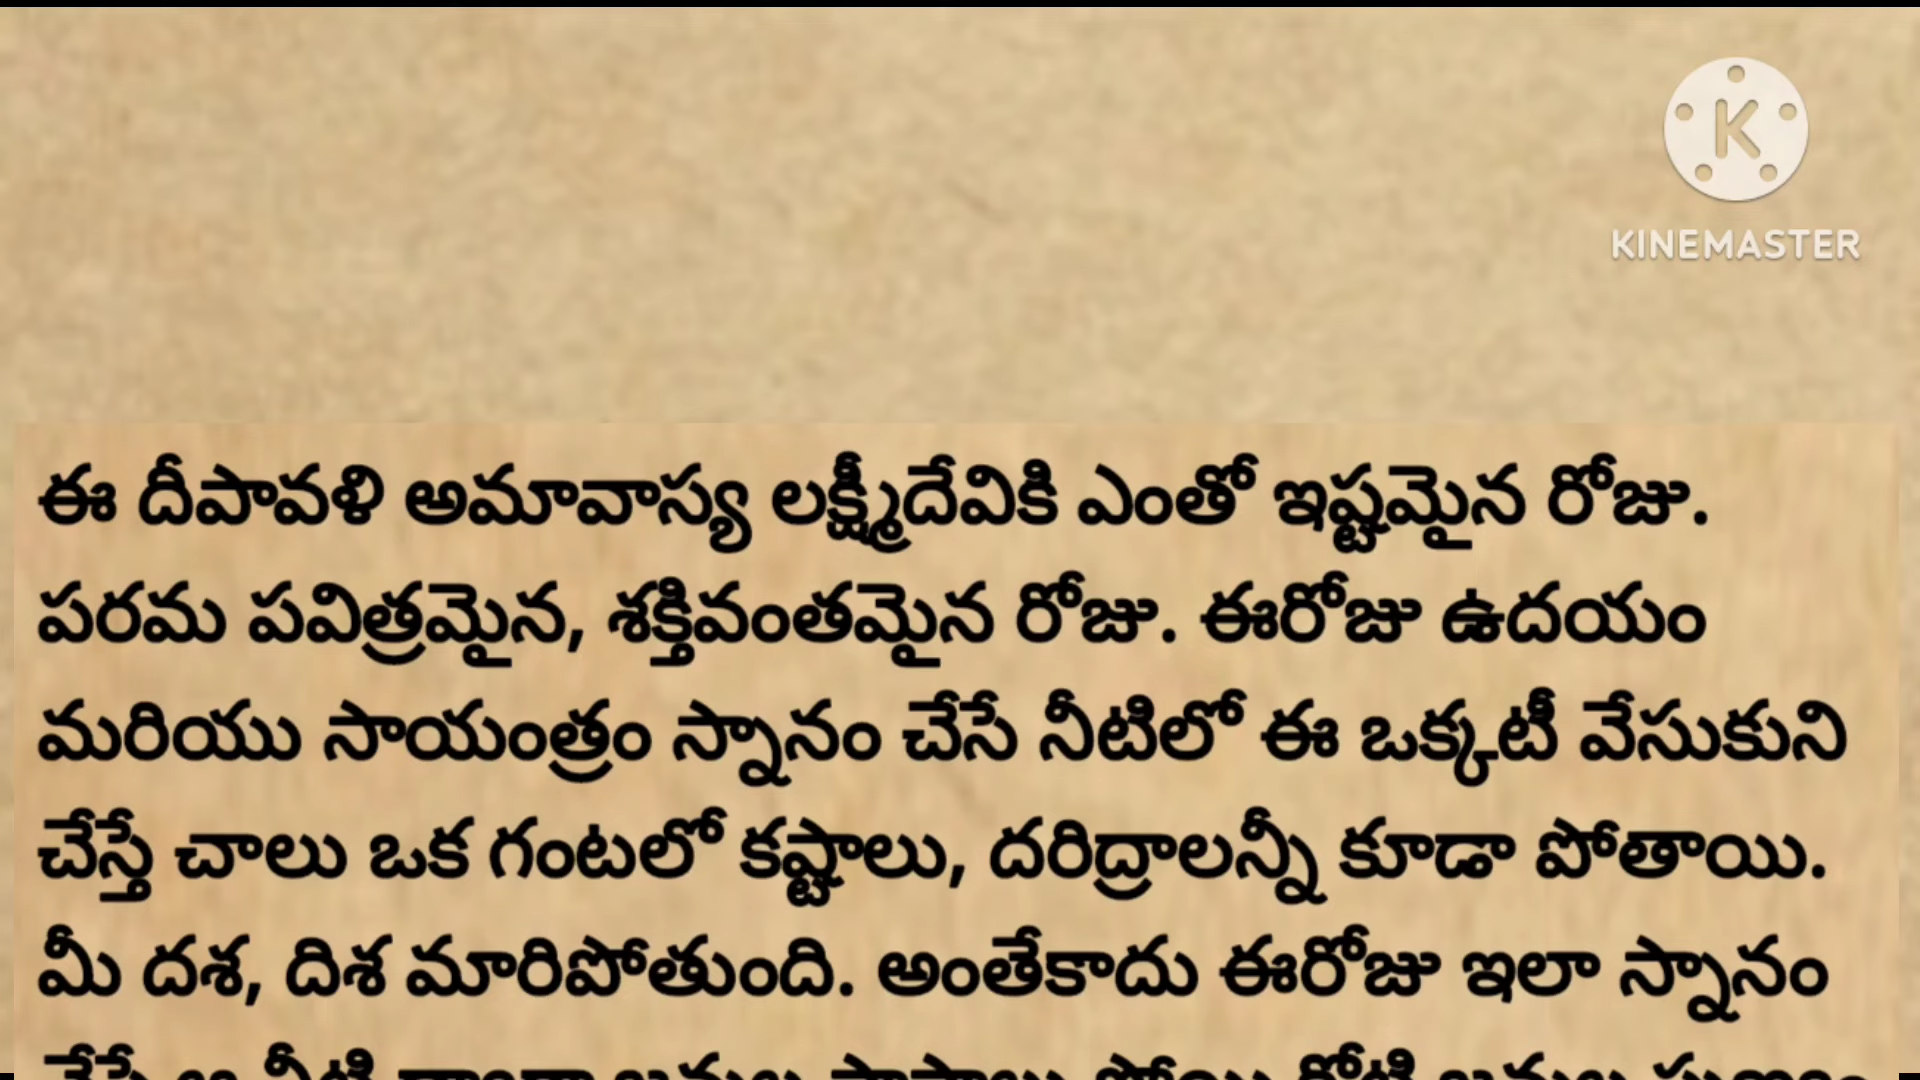 KINEMASTER
ఈ దీపావళి అమావాస్య లక్ష్మీదేవికి ఎంతో ఇష్టమైన రోజు.
పరమ పవిత్రమైన, శక్తివంతమైన రోజు. ఈరోజు ఉదయం
మరియు సాయంత్రం స్నానం చేసే నీటిలో ఈ ఒక్కటీ వేసుకుని
చేస్తే చాలు ఒక గంటలో కష్టాలు, దరిద్రాలన్నీ కూడా పోతాయి.
మీ దశ, దిశ మారిపోతుంది. అంతేకాదు ఈరోజు ఇలా స్నానం